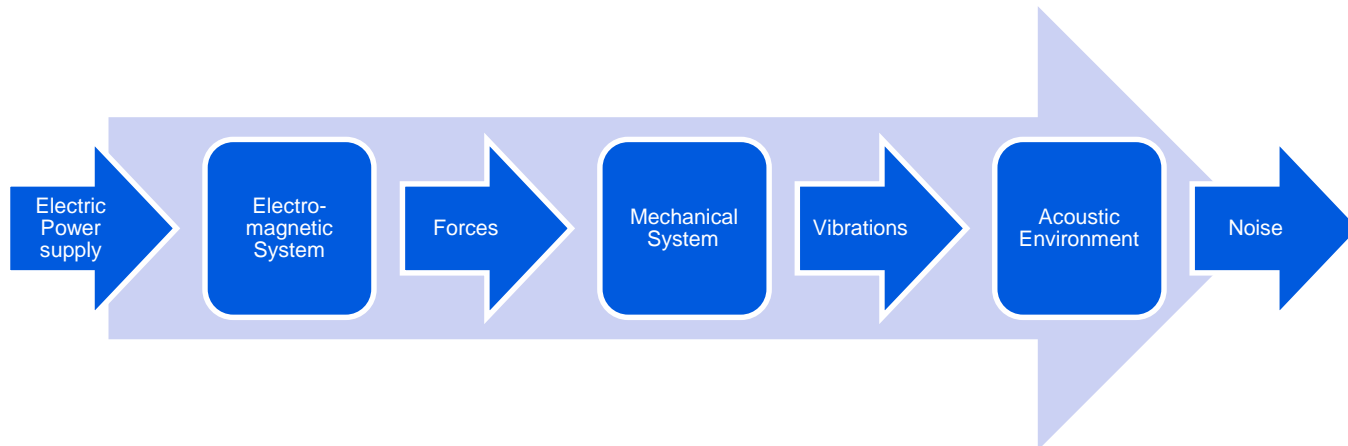 Electric
Power
supply
Electro-
magnetic
System
Forces
Mechanical
System
Vibrations
Acoustic
Environment
Noise